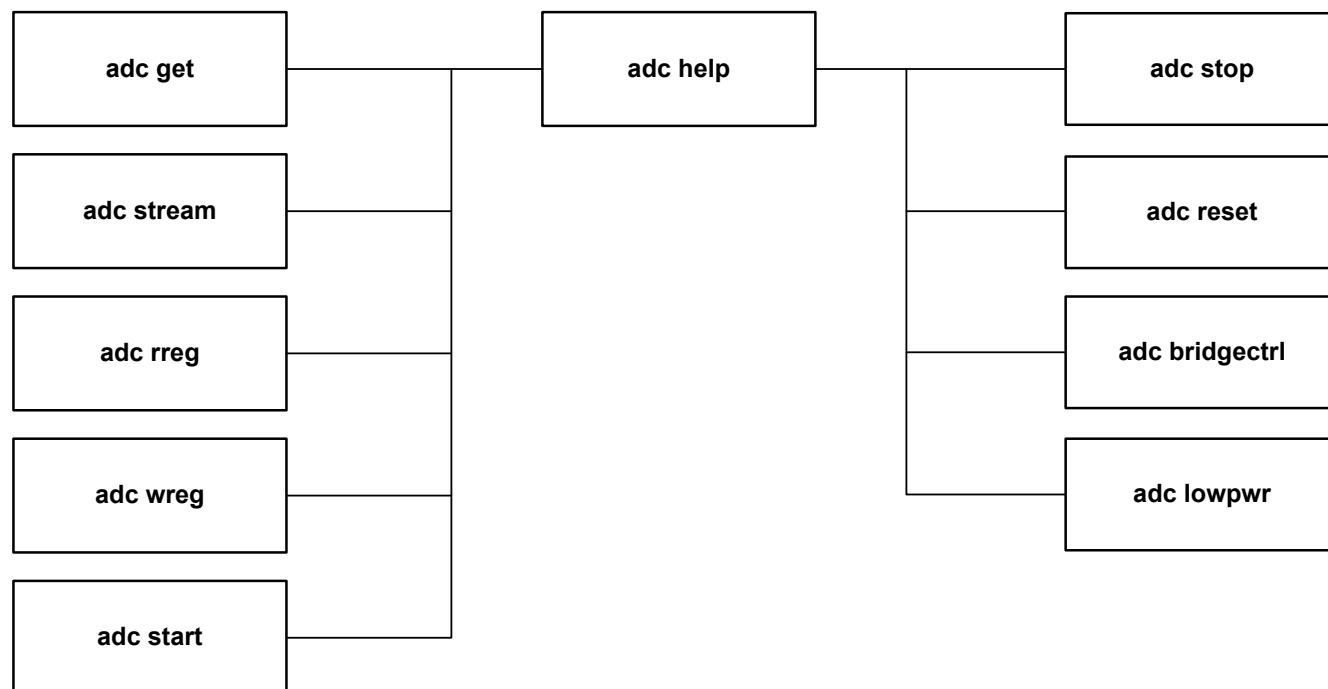 adc get
adc help
adc stop
adc stream
adc reset
adc rreg
adc bridgectrl
adc wreg
adc lowpwr
adc start